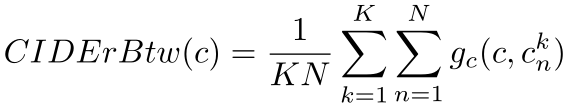 CIDErBtw(c) = \frac{1}{KN} \sum_{k=1}^{K} \sum_{n=1}^{N} g_c(c, c_n^k)